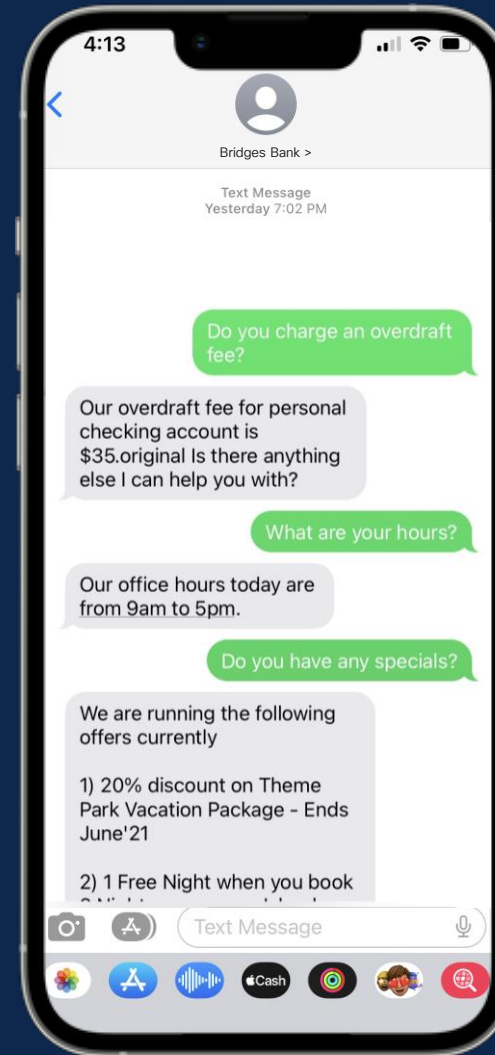 4:13
Bridges Bank >
Text Message
Yesterday 7:02 PM
Do you charge an overdraft
fee?
Our overdraft fee for personal
checking account is
$35.original Is there anything
else I can help you with?
What are your hours?
Our office hours today are
from 9am to 5pm.
Do you have any specials?
We are running the following
offers currently
1) 20% discount on Theme
Park Vacation Package - Ends
June'21
2) 1 Free Night when you book
Text Message
Cash